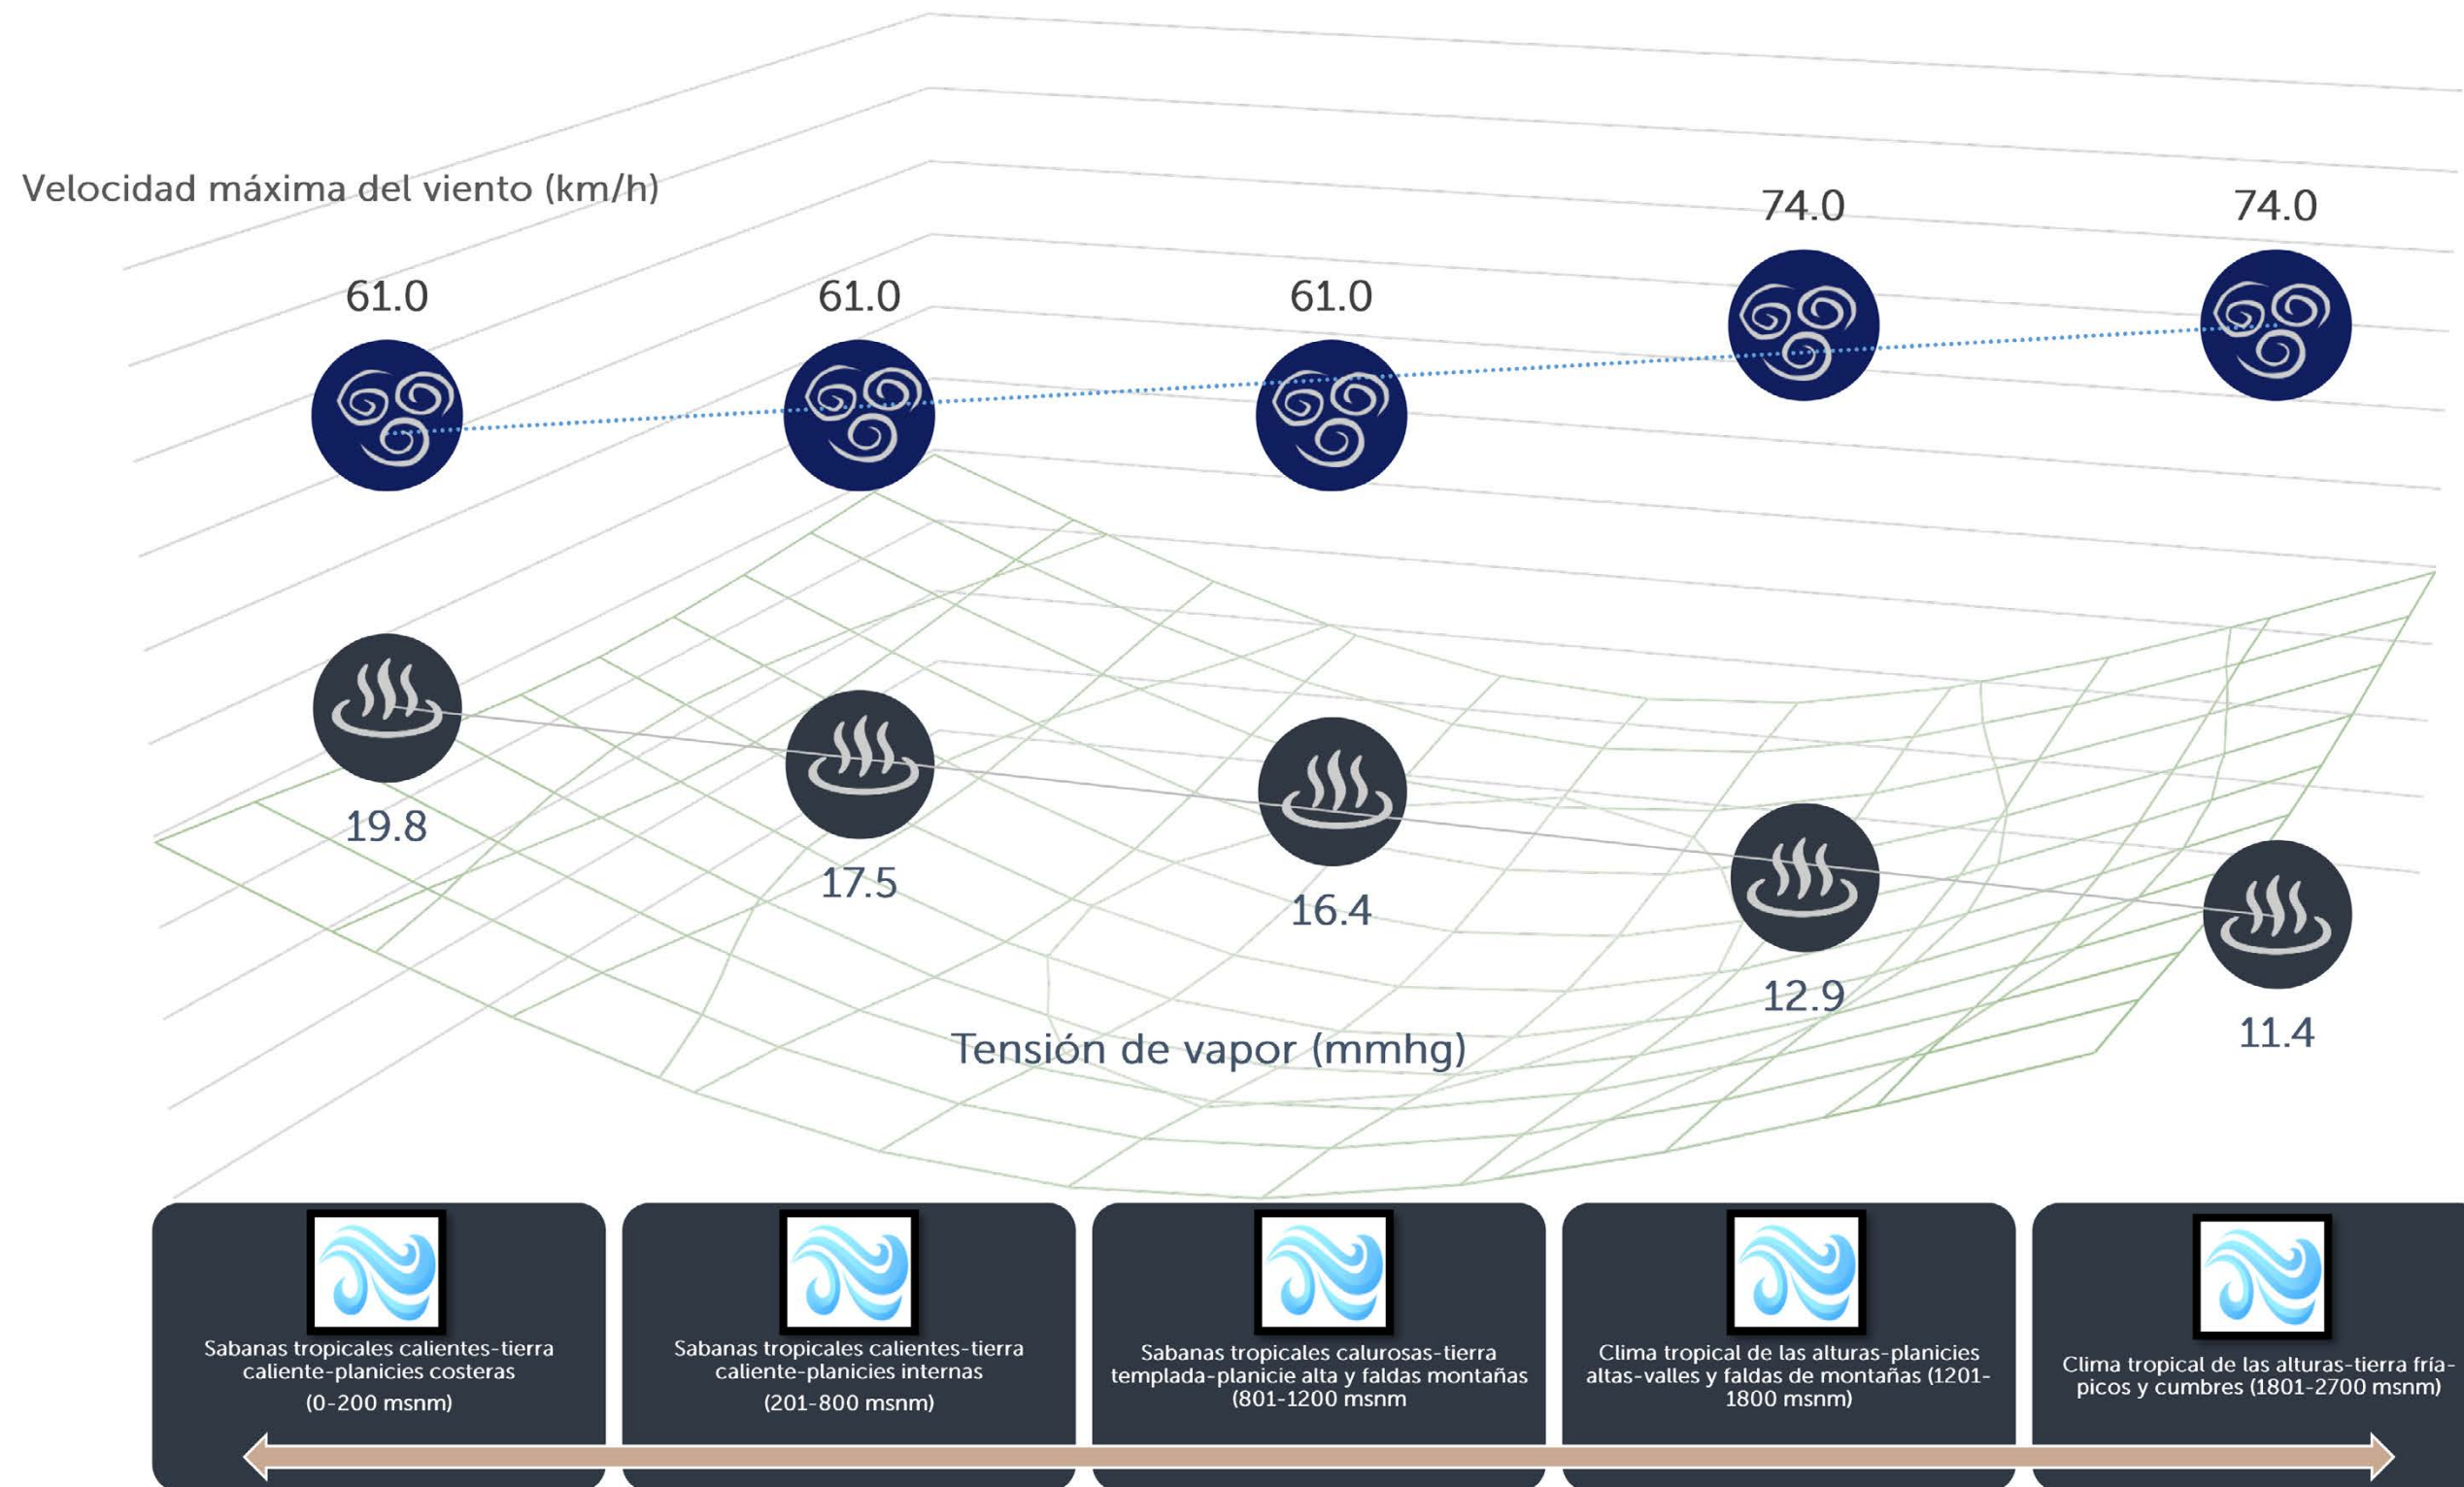 Velocidad máxima del viento (km/h)
61.0
61.0
61.0
74.0
74.0
19.8
17.5
16.4
12.9
11.4
Tensión de vapor (mmhg)
Sabanas tropicales calientes-tierra
caliente-planicies costeras
(0-200 msnm)
Sabanas tropicales calientes-tierra
caliente-planicies internas
(201-800 msnm)
Sabanas tropicales calurosas-tierra
templada-planicie alta y faldas montañas
(801-1200 msnm
Clima tropical de las alturas-planicies
altas-valles y faldas de montañas (1201-
1800 msnm)
Clima tropical de las alturas-tierra fría-
picos y cumbres (1801-2700 msnm)